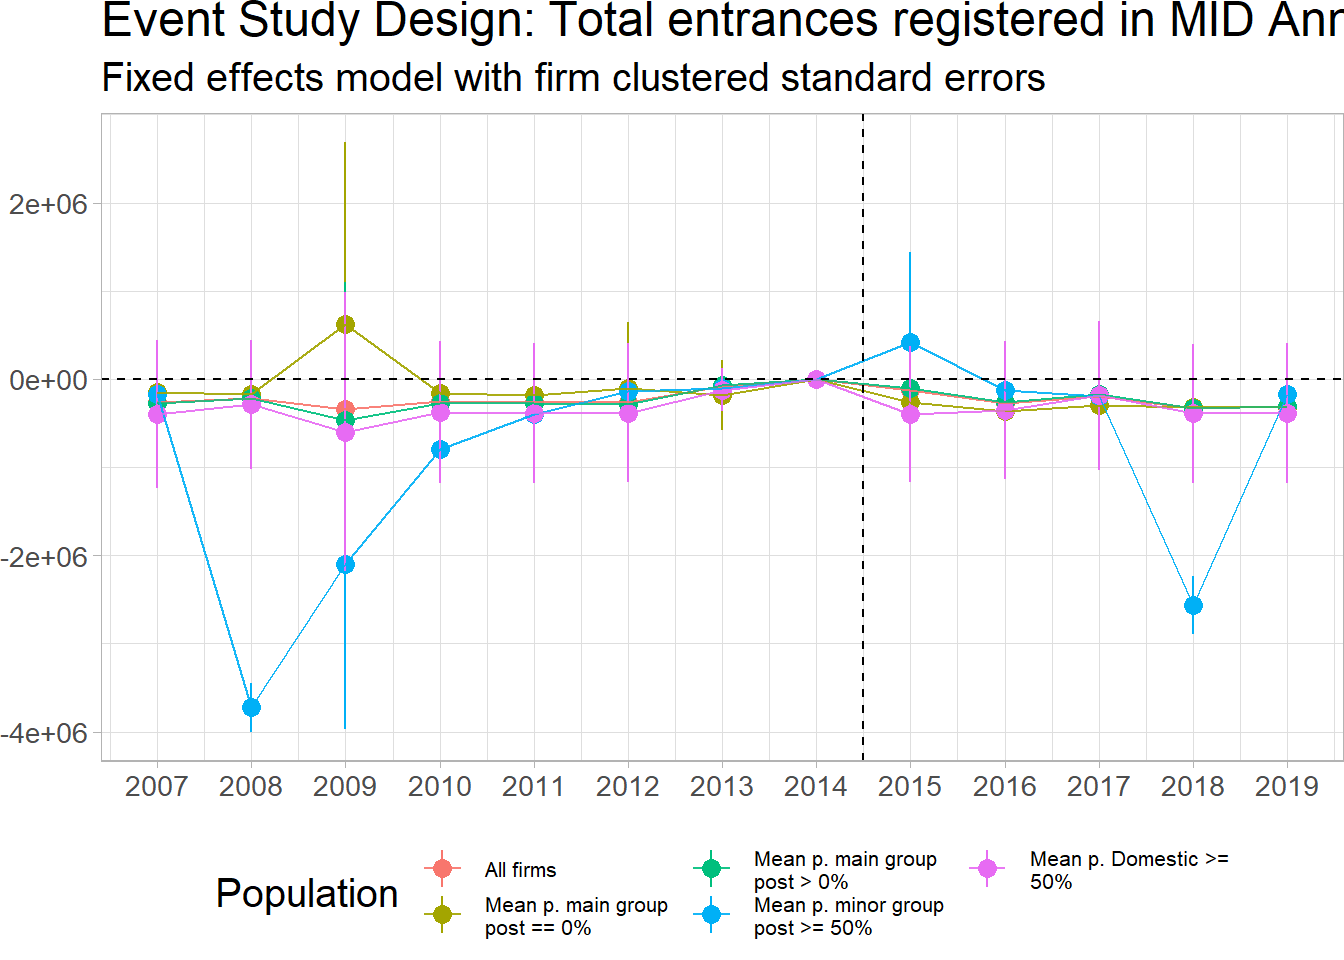 Event Study Design: Total entrances registered in MID Ann
Fixed effects model with firm clustered standard errors
2e+06
0e+00
-2e+06
-4e+06
2007 2008 2009 2010 2011 2012 2013 2014 2015 2016 2017 2018 2019
Population
All firms
Mean p. main group
post == 0%
Mean p. main group
post > 0%
Mean p. minor group
post >= 50%
Mean p. Domestic >=
50%